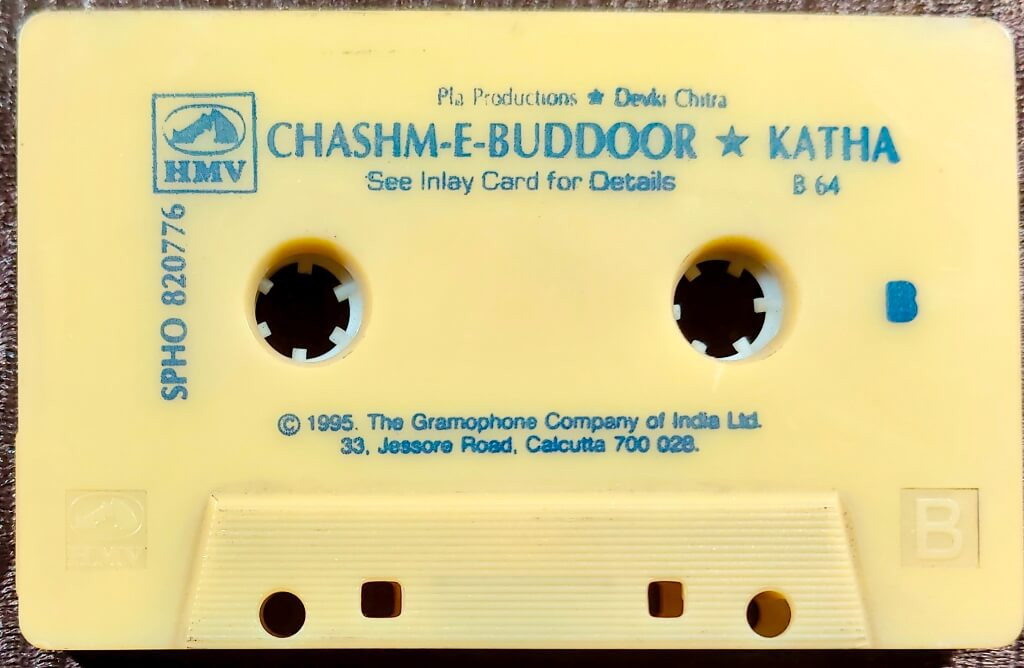 Pla Productions ★ Devki Chitra
HMV
CHASHM-E-BUDDOOR ★ KATHA
See Inlay Card for Details
B 64
SPHO 820776
B
© 1995. The Gramophone Company of India Ltd.
33, Jessore Road, Calcutta 700 028.
HMV
B